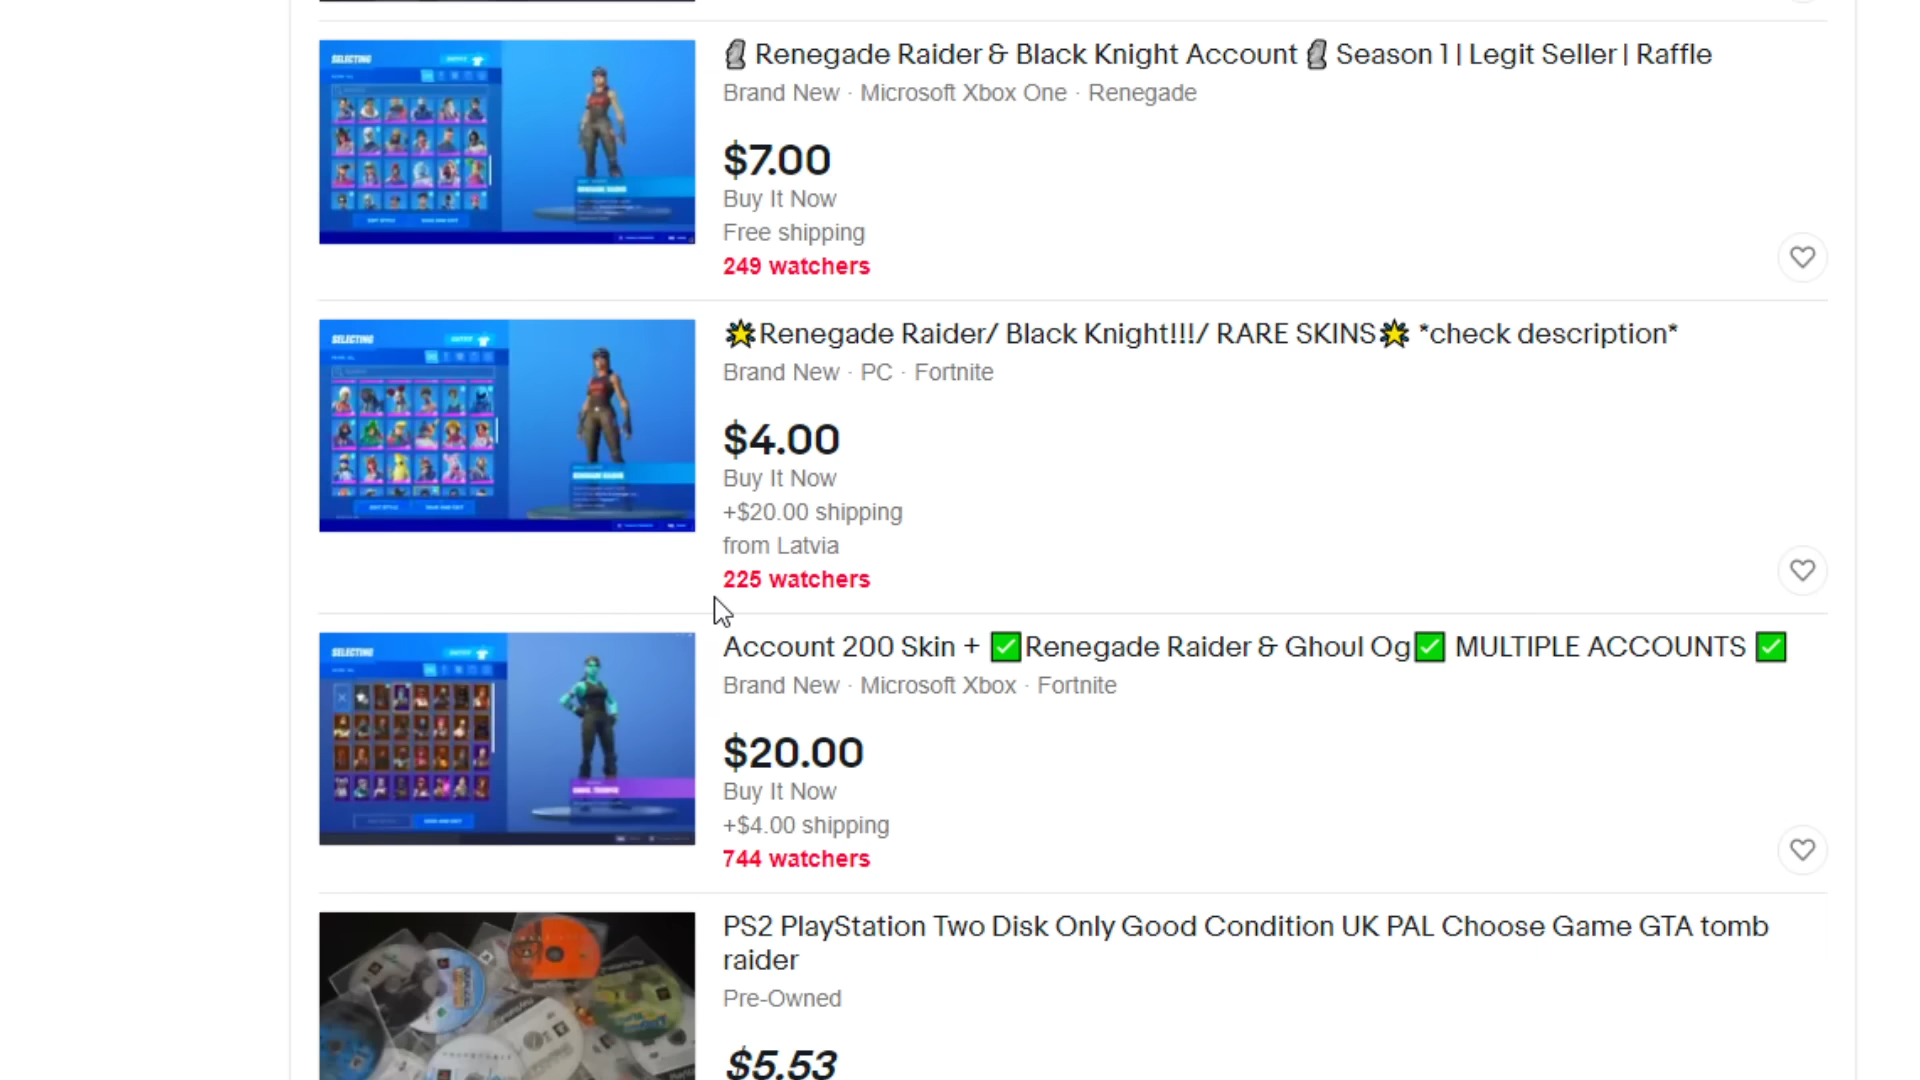 🗿 Renegade Raider & Black Knight Account 🗿 Season 1 | Legit Seller | Raffle
Brand New · Microsoft Xbox One · Renegade
$7.00
Buy It Now
Free shipping
249 watchers
SELECTING
🌟Renegade Raider/ Black Knight!!!/ RARE SKINS🌟 *check description*
Brand New · PC · Fortnite
$4.00
Buy It Now
+$20.00 shipping
from Latvia
225 watchers
SELECTING
Account 200 Skin + ✅Renegade Raider & Ghoul Og✅ MULTIPLE ACCOUNTS ✅
Brand New · Microsoft Xbox · Fortnite
$20.00
Buy It Now
+$4.00 shipping
744 watchers
SELECTING
PS2 PlayStation Two Disk Only Good Condition UK PAL Choose Game GTA tomb
raider
Pre-Owned
$5.53